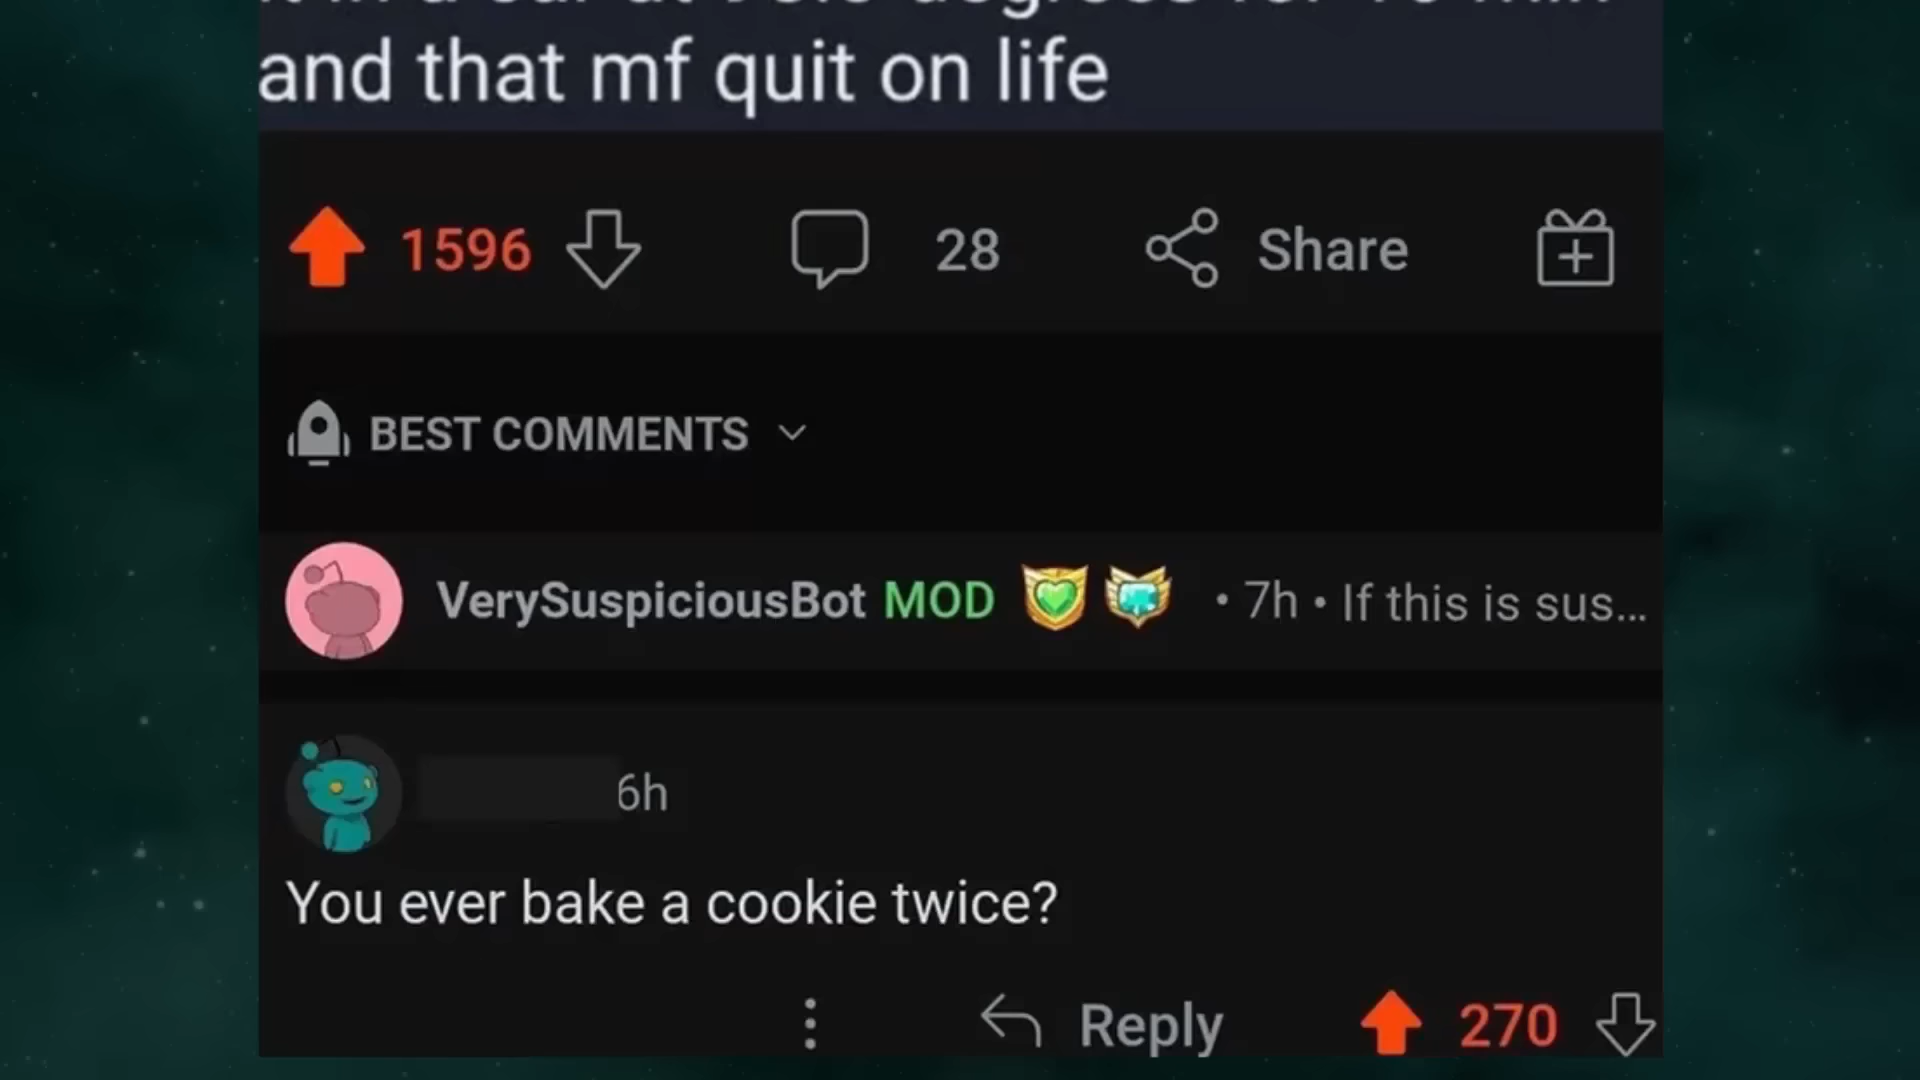 and that mf quit on life
1596
28
Share
BEST COMMENTS
VerySuspiciousBot MOD • 7h • If this is sus...
6h
You ever bake a cookie twice?
Reply
270